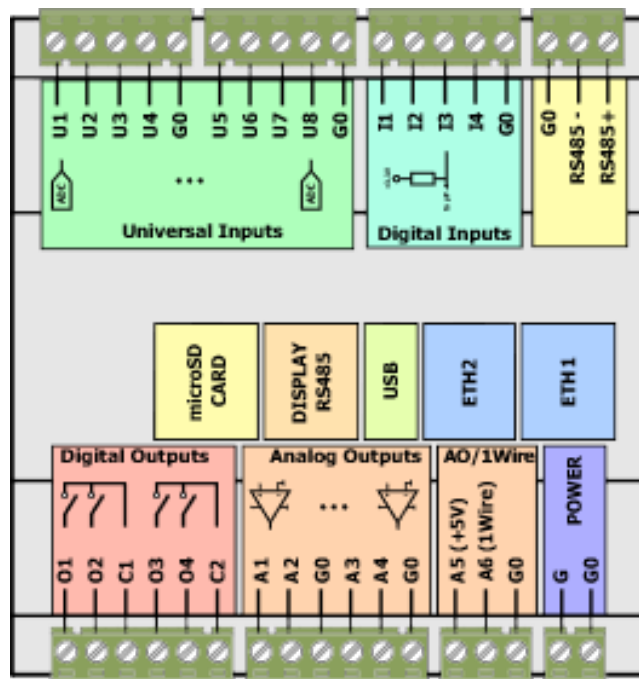 U1
U2
U3
U4
G0
U5
U6
U7
U8
G0
I1
I2
I3
I4
G0
G0
RS485 -
RS485+
ADC
...
ADC
Universal Inputs
Digital Inputs
microSD
CARD
DISPLAY
RS485
USB
ETH2
ETH1
Digital Outputs
Analog Outputs
AO/1Wire
POWER
...
O1
O2
C1
O3
O4
C2
A1
A2
G0
A3
A4
G0
A5 (+5V)
A6 (1Wire)
G0
G
G0